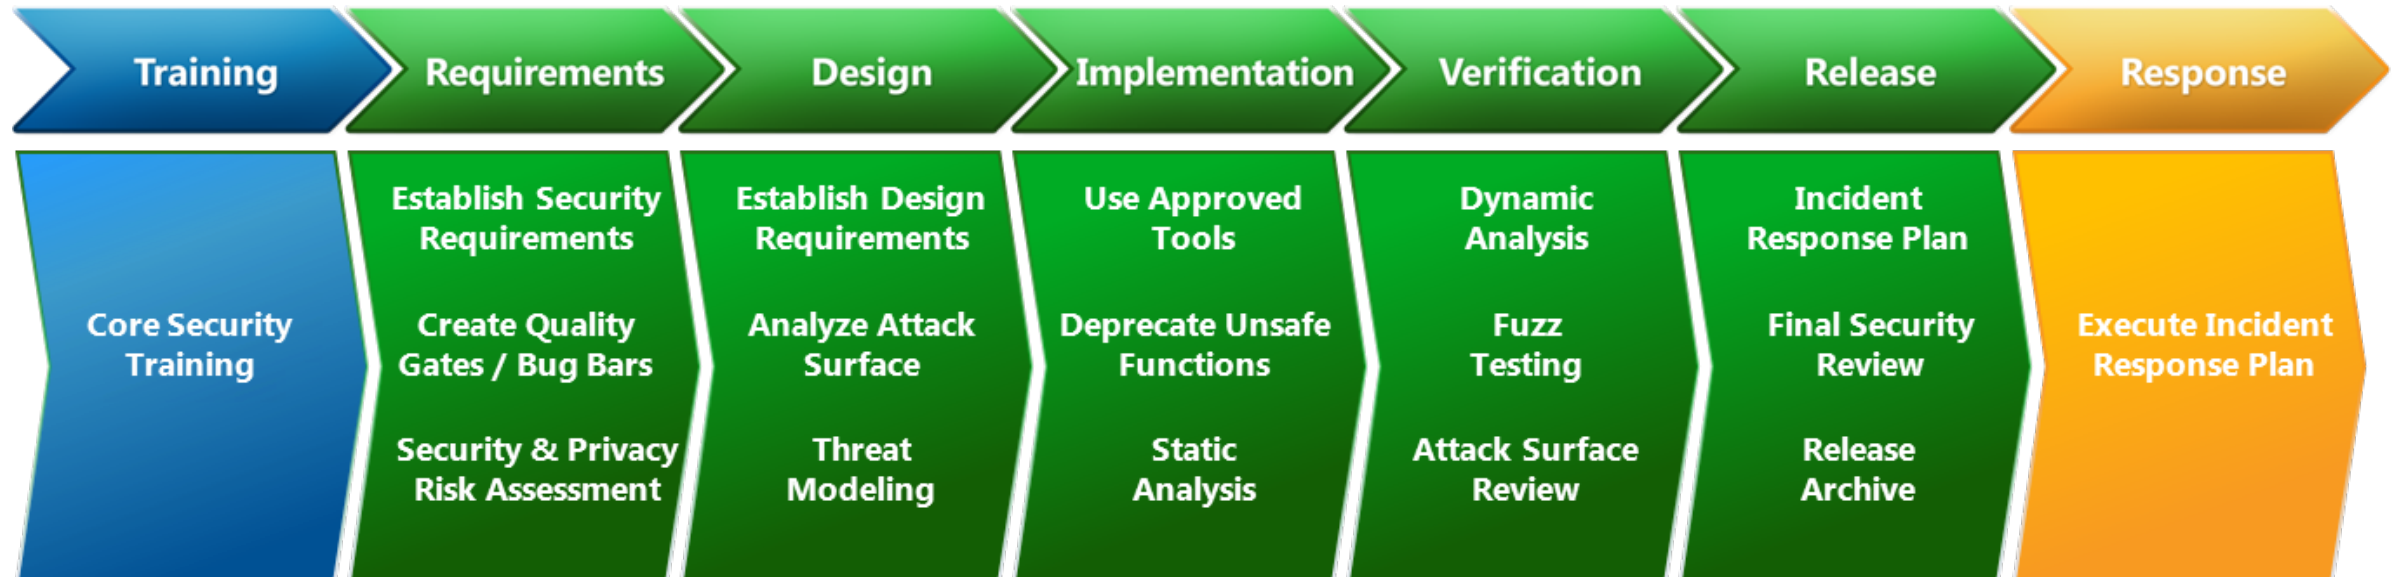 Training
Requirements
Design
Implementation
Verification
Release
Response
Core Security
Training
Establish Security
Requirements
Create Quality
Gates / Bug Bars
Security & Privacy
Risk Assessment
Establish Design
Requirements
Analyze Attack
Surface
Threat
Modeling
Use Approved
Tools
Deprecate Unsafe
Functions
Static
Analysis
Dynamic
Analysis
Fuzz
Testing
Attack Surface
Review
Incident
Response Plan
Final Security
Review
Release
Archive
Execute Incident
Response Plan